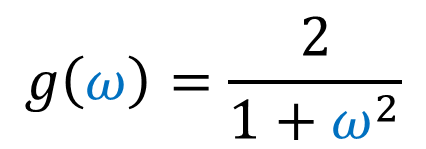 g(ω) = 2 / (1 + ω²)